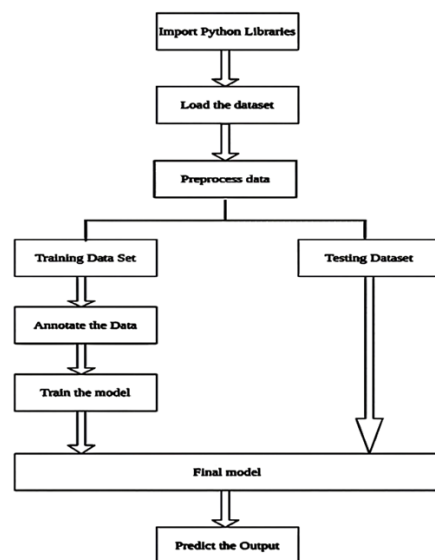 Import Python Libraries
Load the dataset
Preprocess data
Training Data Set
Testing Dataset
Annotate the Data
Train the model
Final model
Predict the Output